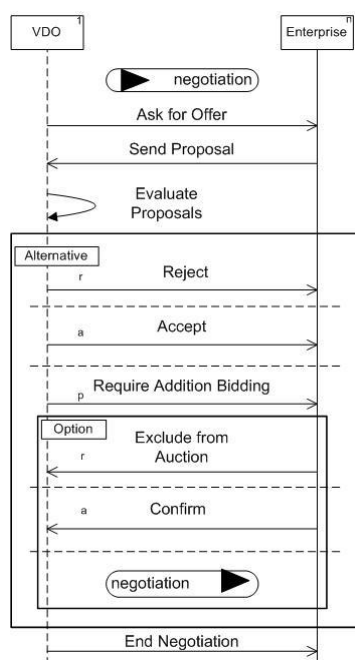 1
n
VDO
Enterprise
negotiation
Ask for Offer
Send Proposal
Evaluate
Proposals
Alternative
r
Reject
a
Accept
p
Require Addition Bidding
Option
Exclude from
r
Auction
a
Confirm
negotiation
End Negotiation